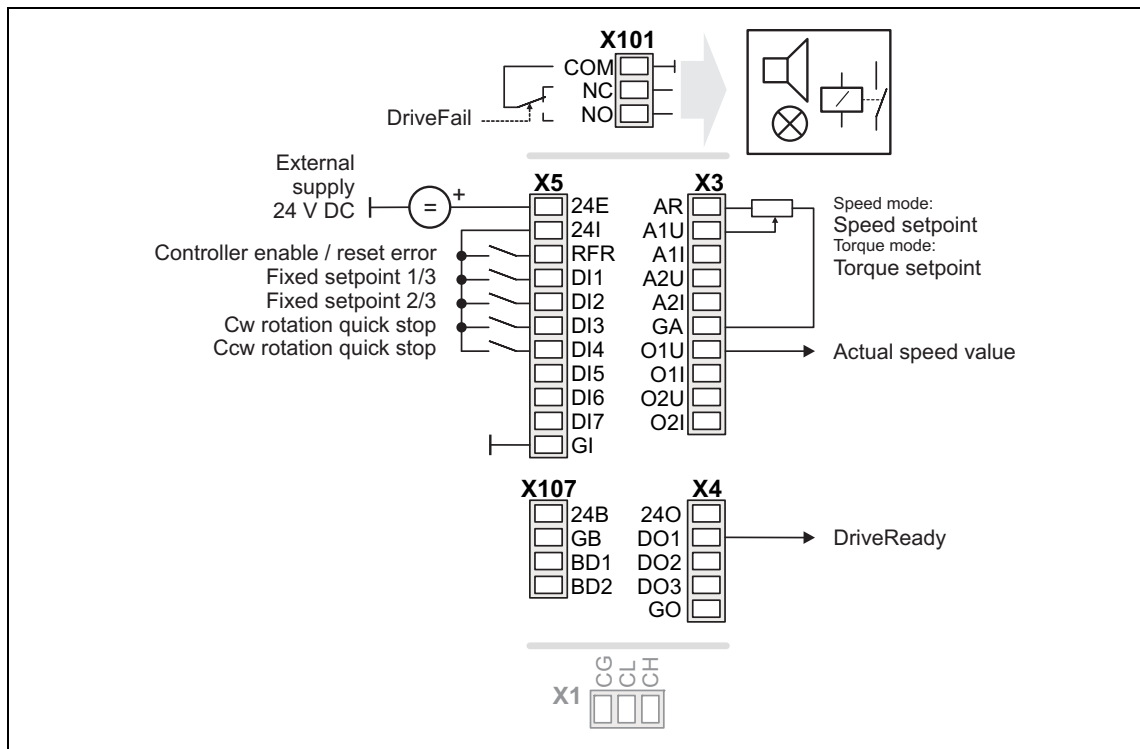 X101
COM
NC
NO
DriveFail
External
supply
24 V DC
=
+
X5
24E
24I
RFR
DI1
DI2
DI3
DI4
DI5
DI6
DI7
GI
Controller enable / reset error
Fixed setpoint 1/3
Fixed setpoint 2/3
Cw rotation quick stop
Ccw rotation quick stop
X3
AR
A1U
A1I
A2U
A2I
GA
O1U
O1I
O2U
O2I
Speed mode:
Speed setpoint
Torque mode:
Torque setpoint
Actual speed value
X107
24B
GB
BD1
BD2
X4
24O
DO1
DO2
DO3
GO
DriveReady
X1
CG
CL
CH